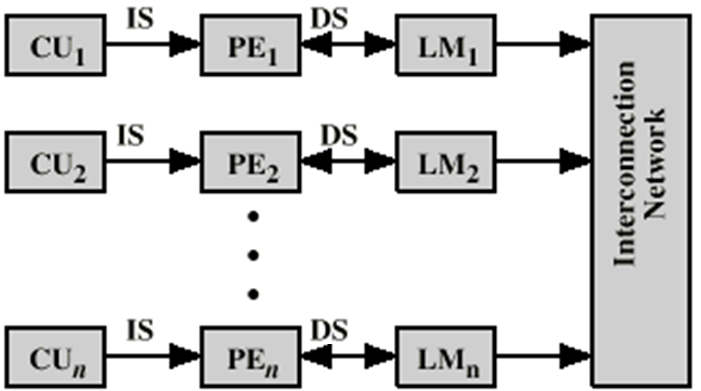 IS DS
CU1 PE1 LM1
IS DS
CU2 PE2 LM2
IS DS
CUn PEn LMn
Interconnection
Network